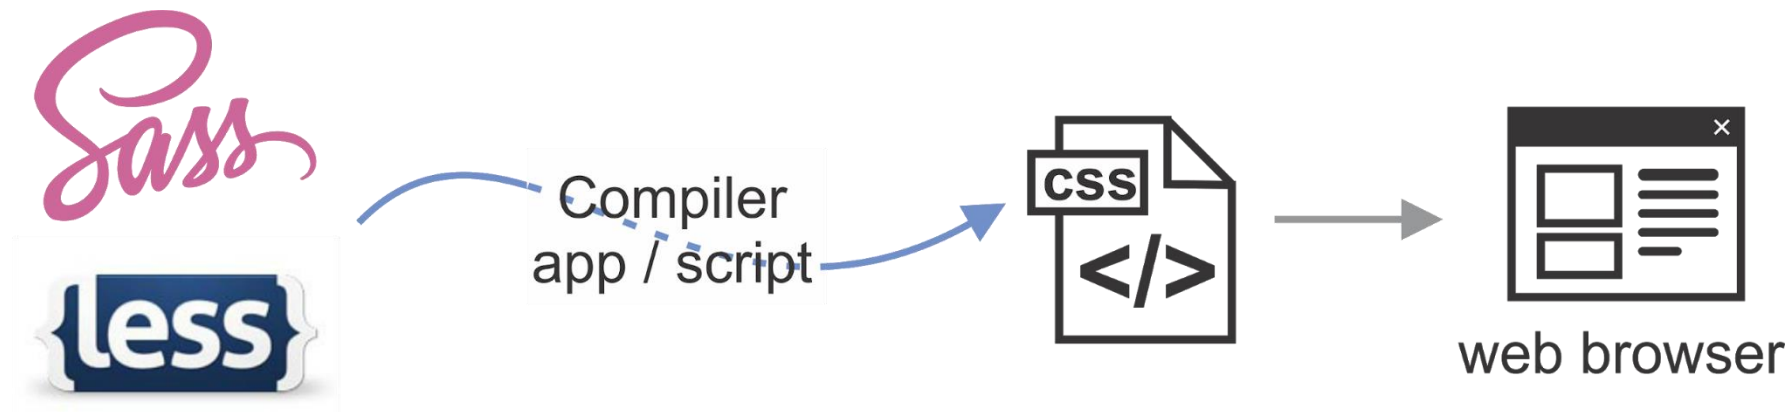 Sass
{less}
Compiler
app / script
css
</>
web browser